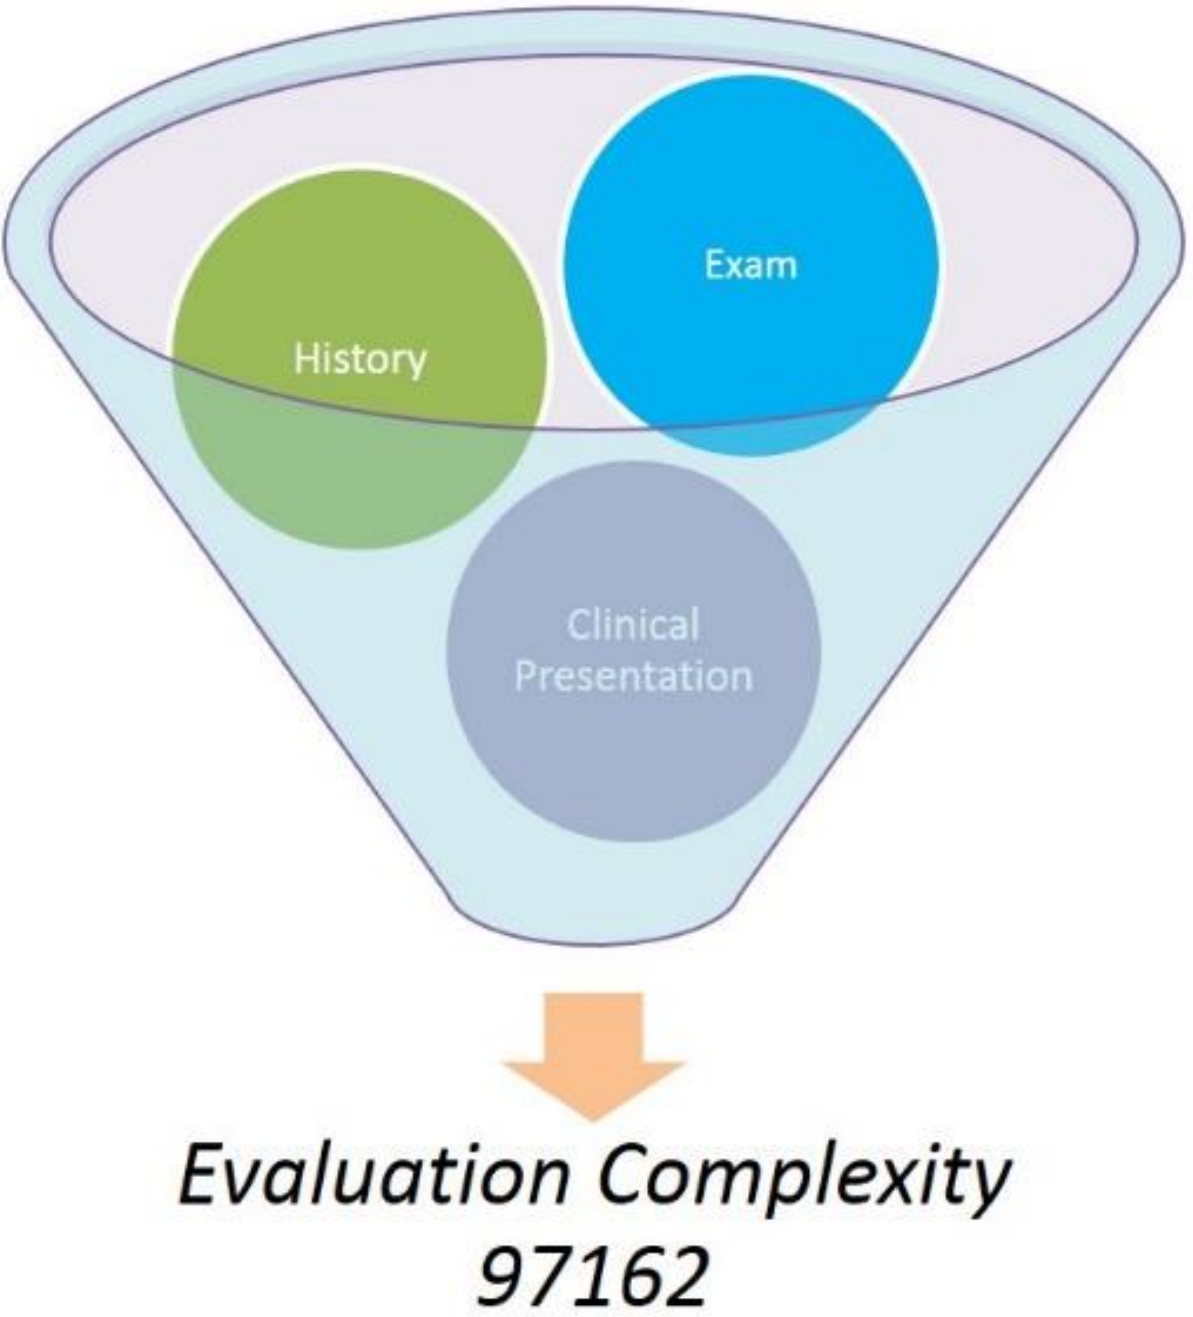 Exam
History
Clinical
Presentation
Evaluation Complexity
97162